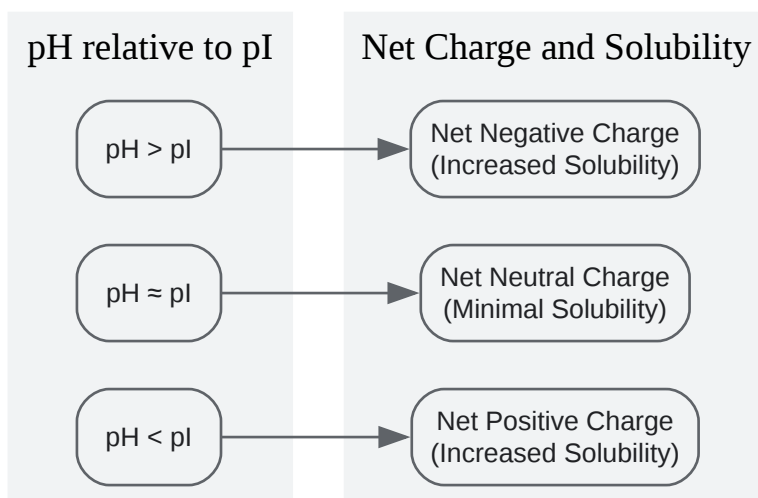 pH relative to pI
Net Charge and Solubility
pH > pI
Net Negative Charge
(Increased Solubility)
pH ≈ pI
Net Neutral Charge
(Minimal Solubility)
pH < pI
Net Positive Charge
(Increased Solubility)